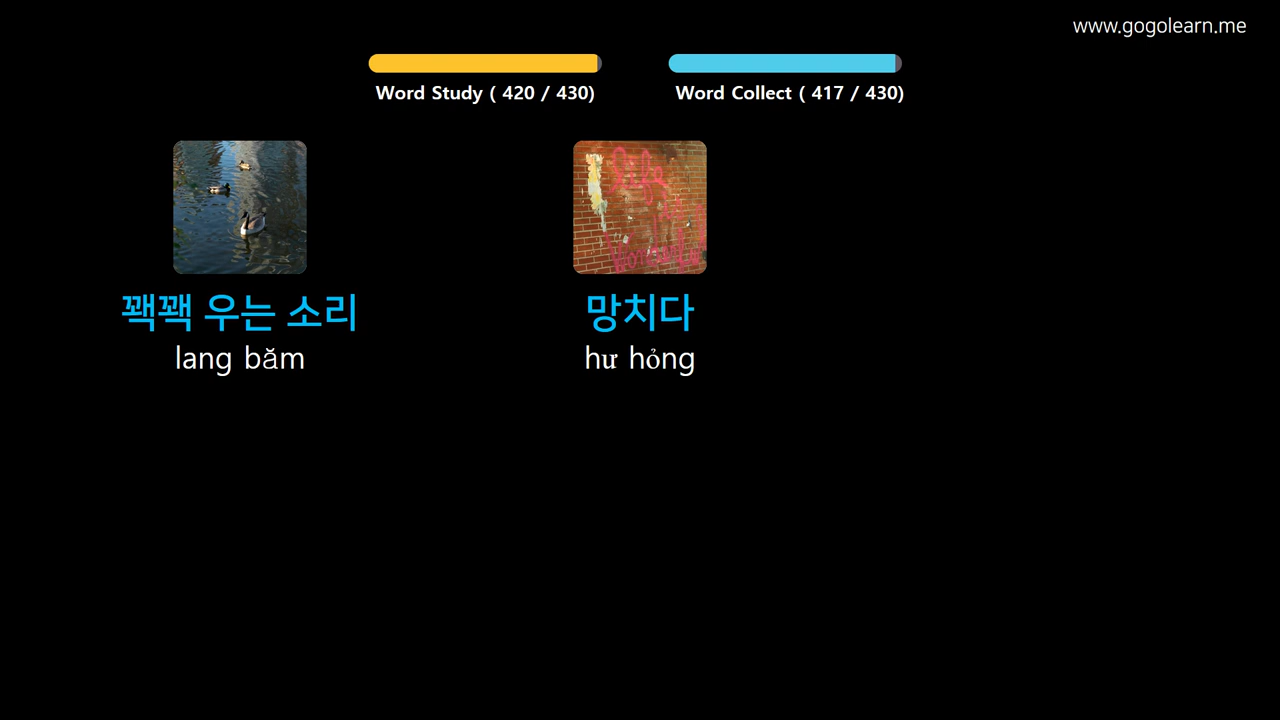 www.gogolearn.me
Word Study ( 420 / 430)
Word Collect ( 417 / 430)
Life
꽥꽥 우는 소리
lang băm
망치다
hư hỏng